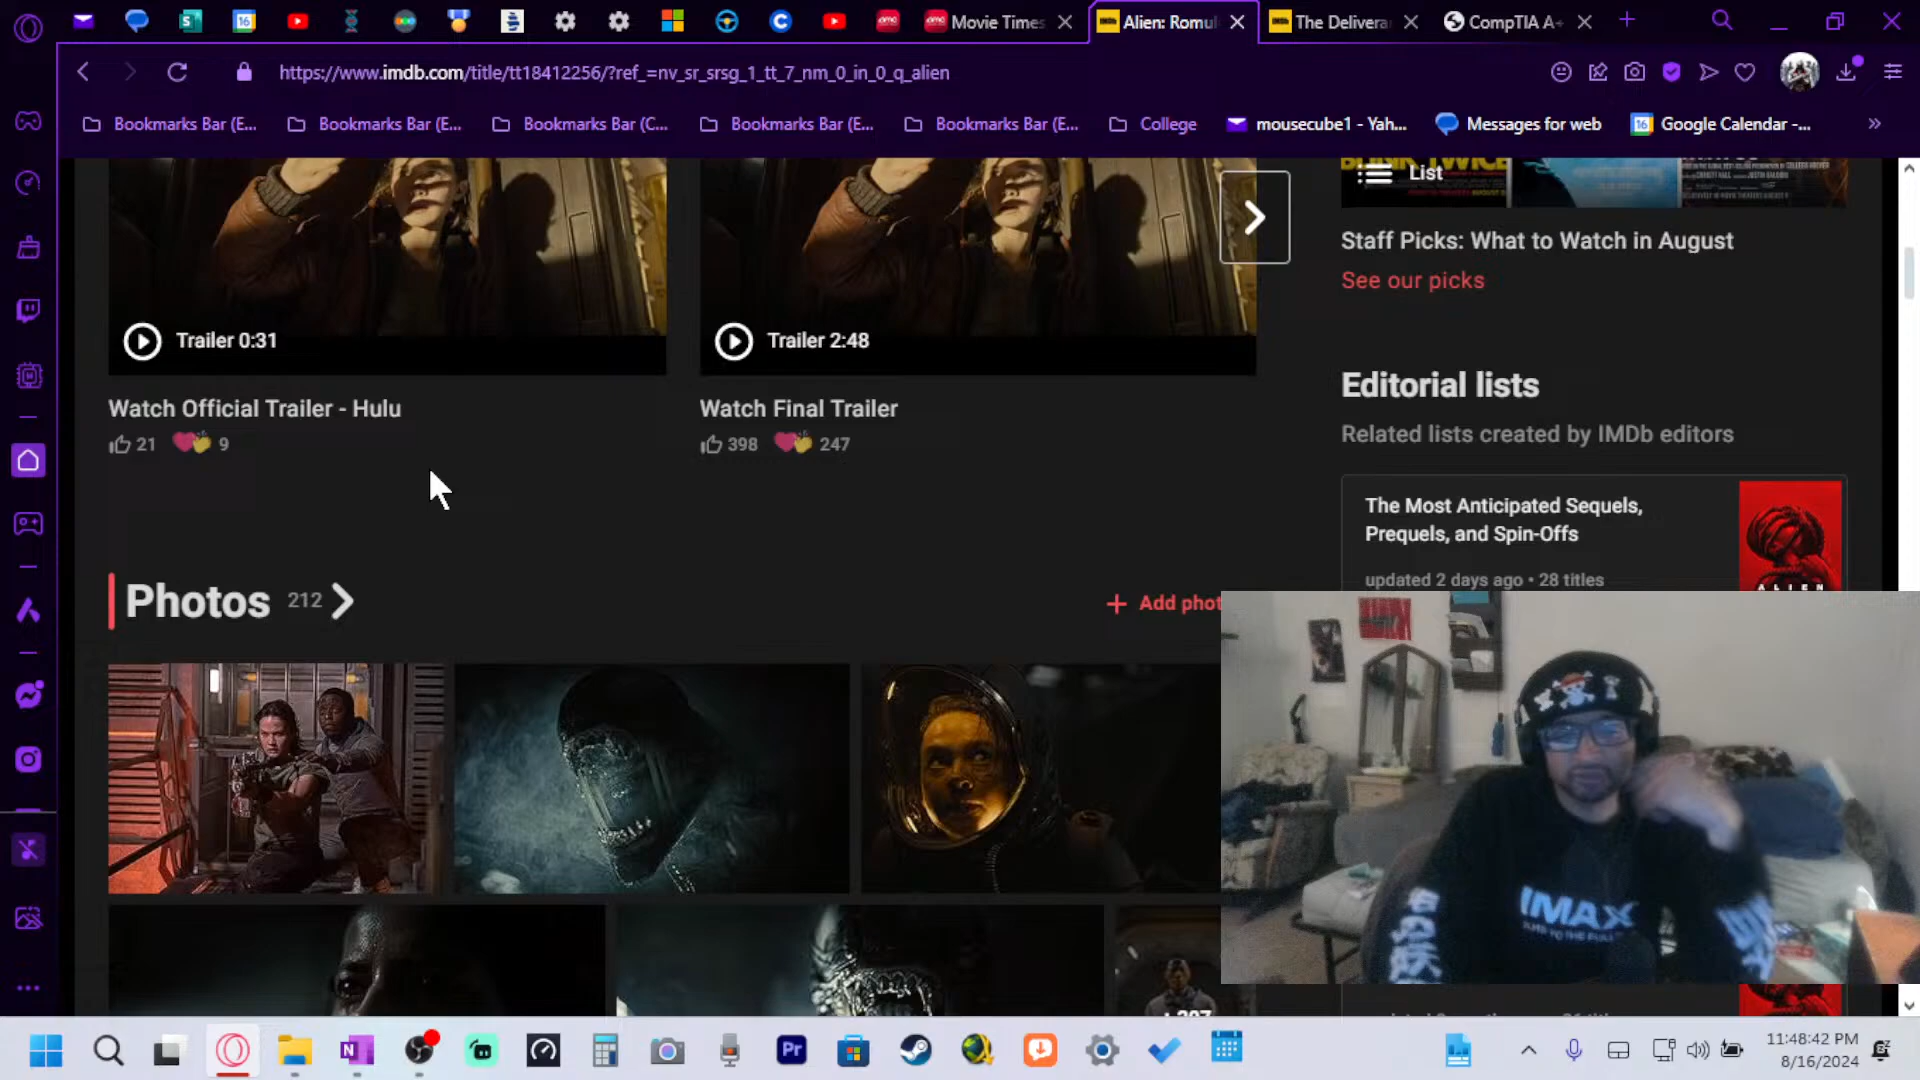 Movie Times
Alien: Romul
The Delivera
CompTIA A+
https://www.imdb.com/title/tt18412256/?ref_=nv_sr_srsg_1_tt_7_nm_0_in_0_q_alien
Bookmarks Bar (E...
Bookmarks Bar (E...
Bookmarks Bar (C...
Bookmarks Bar (E...
Bookmarks Bar (E...
College
mousecube1 - Yah...
Messages for web
Google Calendar -...
List
Staff Picks: What to Watch in August
See our picks
Trailer 0:31
Trailer 2:48
Watch Official Trailer - Hulu
21 9
Watch Final Trailer
398 247
Editorial lists
Related lists created by IMDb editors
The Most Anticipated Sequels,
Prequels, and Spin-Offs
updated 2 days ago • 28 titles
ALIEN
Photos 212
+ Add phot
IMAX
11:48:42 PM
8/16/2024